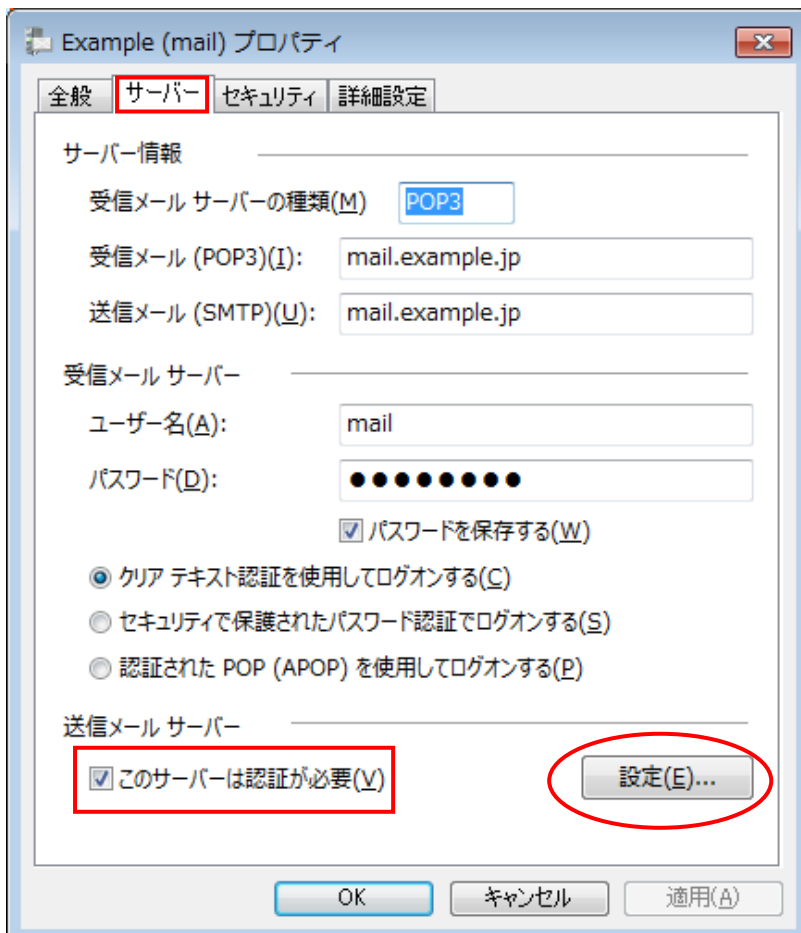 Example (mail) プロパティ
全般 サーバー セキュリティ 詳細設定
サーバー情報
受信メール サーバーの種類(M) POP3
受信メール (POP3)(I): mail.example.jp
送信メール (SMTP)(U): mail.example.jp
受信メール サーバー
ユーザー名(A): mail
パスワード(D): ●●●●●●●●
パスワードを保存する(W)
クリア テキスト認証を使用してログオンする(C)
セキュリティで保護されたパスワード認証でログオンする(S)
認証された POP (APOP) を使用してログオンする(P)
送信メール サーバー
このサーバーは認証が必要(V) 設定(E)...
OK キャンセル 適用(A)